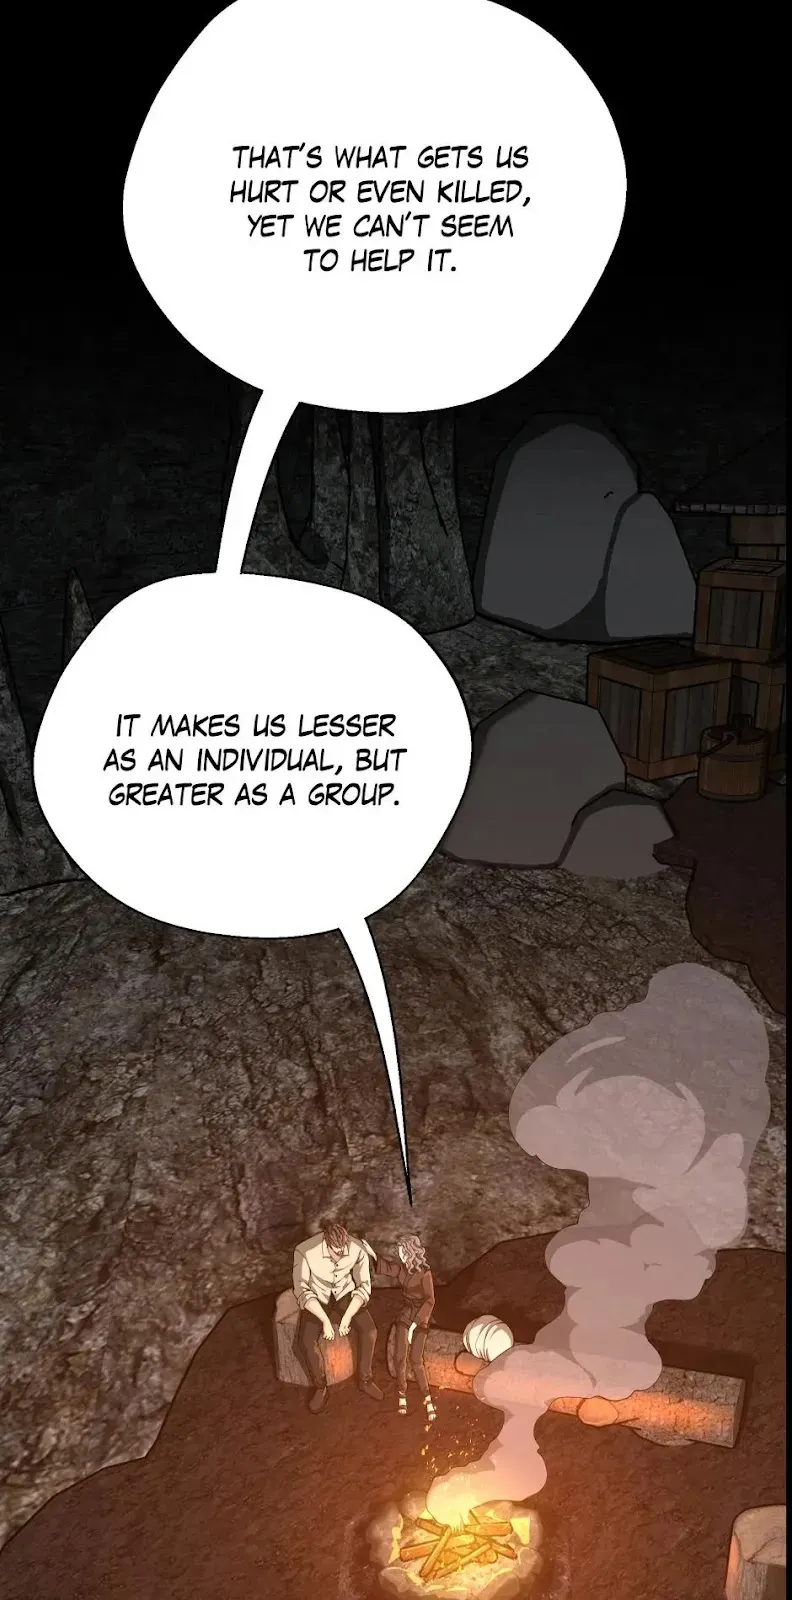 THAT'S WHAT GETS US
HURT OR EVEN KILLED,
YET WE CAN'T SEEM
TO HELP IT.
IT MAKES US LESSER
AS AN INDIVIDUAL, BUT
GREATER AS A GROUP.